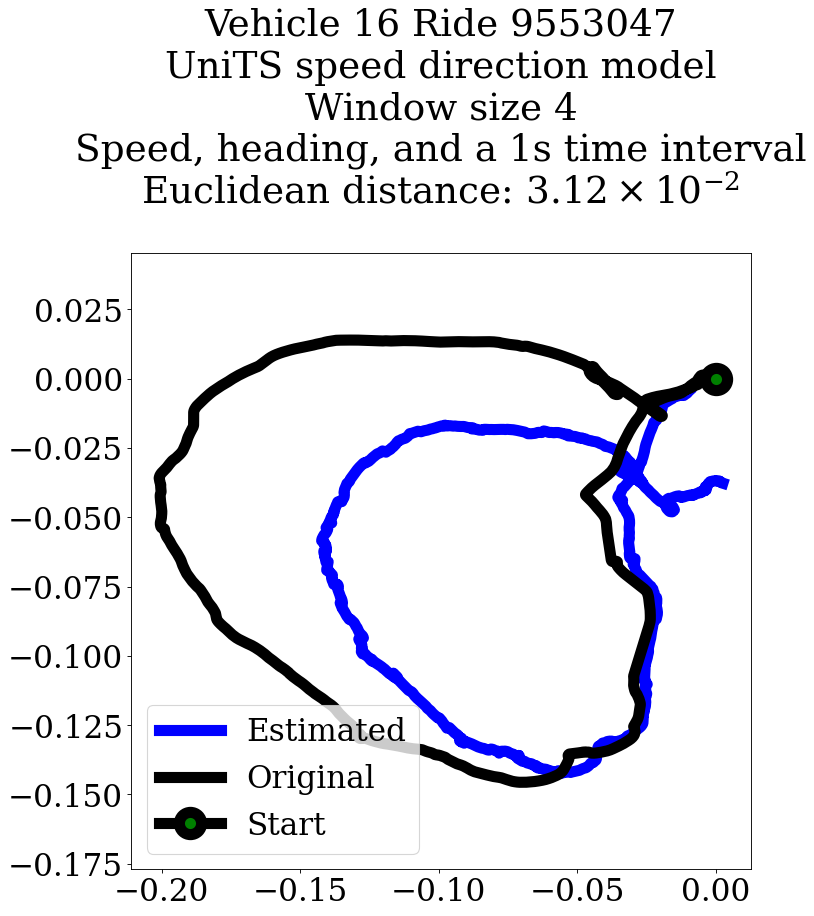 Vehicle 16 Ride 9553047
UniTS speed direction model
Window size 4
Speed, heading, and a 1s time interval
Euclidean distance: 3.12 × 10⁻²
0.025
0.000
−0.025
−0.050
−0.075
−0.100
−0.125
−0.150
−0.175
Estimated
Original
Start
−0.20
−0.15
−0.10
−0.05
0.00